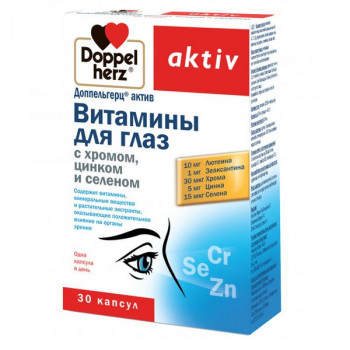 Doppel
herz®
aktiv
Доппельгерц® актив
Витамины
для глаз
с хромом,
цинком
и селеном
10 мг Лютеина
1 мг Зеаксантина
30 мкг Хрома
5 мг Цинка
15 мкг Селена
Содержит витамины,
минеральные вещества
и растительные экстракты,
оказывающие положительное
влияние на органы
зрения
Одна
капсула
в день
Cr
Se
Zn
30 капсул